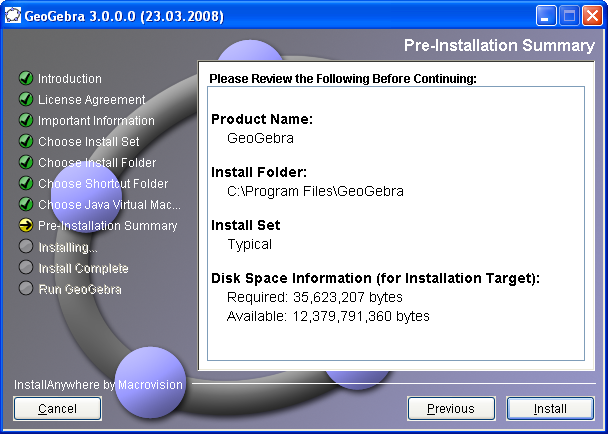 GeoGebra 3.0.0.0 (23.03.2008)
Pre-Installation Summary
Introduction
License Agreement
Important Information
Choose Install Set
Choose Install Folder
Choose Shortcut Folder
Choose Java Virtual Mac...
Pre-Installation Summary
Installing...
Install Complete
Run GeoGebra
Please Review the Following Before Continuing:
Product Name:
GeoGebra
Install Folder:
C:\Program Files\GeoGebra
Install Set
Typical
Disk Space Information (for Installation Target):
Required: 35,623,207 bytes
Available: 12,379,791,360 bytes
InstallAnywhere by Macrovision
Cancel
Previous
Install